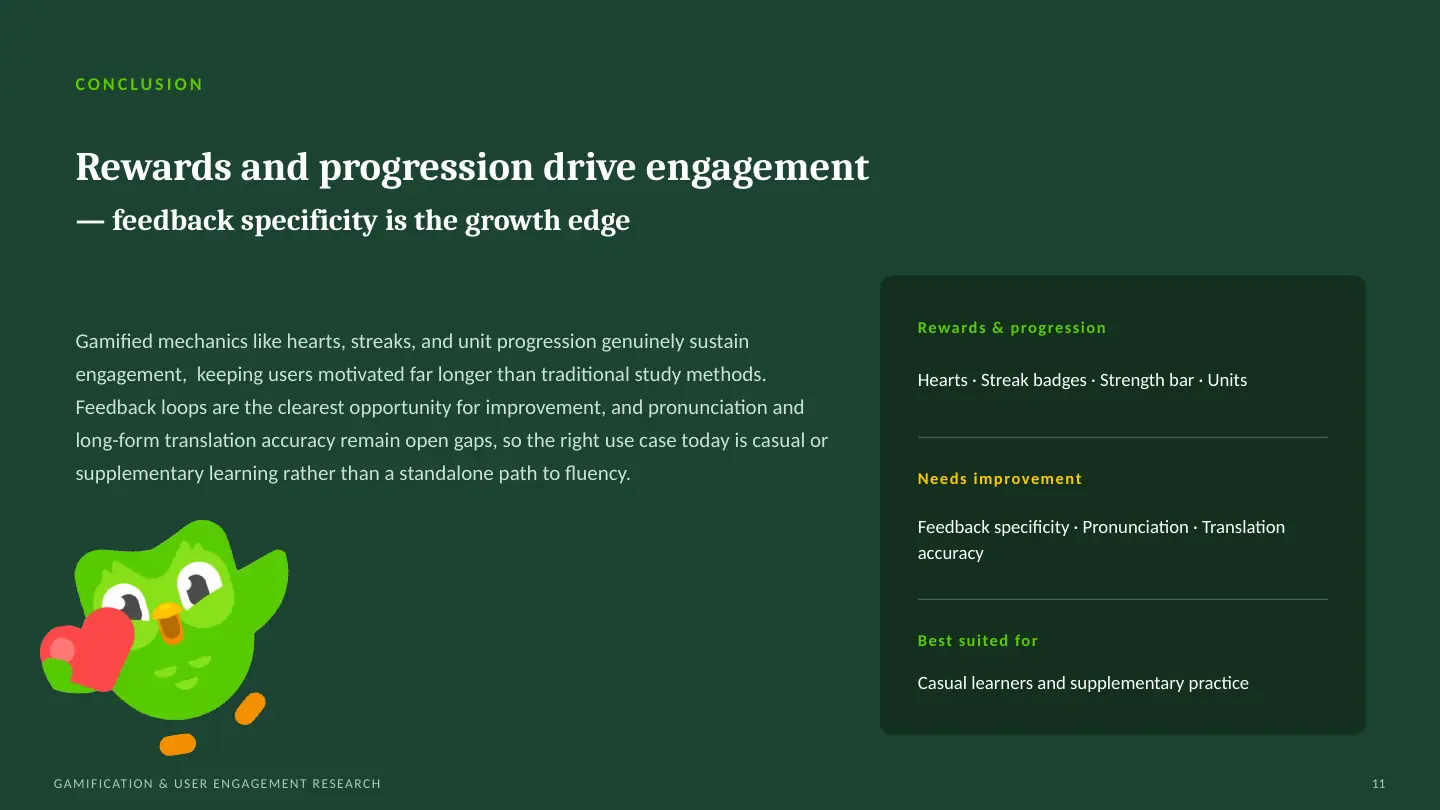 CONCLUSION
Rewards and progression drive engagement
— feedback specificity is the growth edge
Gamified mechanics like hearts, streaks, and unit progression genuinely sustain
engagement,  keeping users motivated far longer than traditional study methods.
Feedback loops are the clearest opportunity for improvement, and pronunciation and
long-form translation accuracy remain open gaps, so the right use case today is casual or
supplementary learning rather than a standalone path to fluency.
Rewards & progression
Hearts · Streak badges · Strength bar · Units
Needs improvement
Feedback specificity · Pronunciation · Translation
accuracy
Best suited for
Casual learners and supplementary practice
GAMIFICATION & USER ENGAGEMENT RESEARCH
11